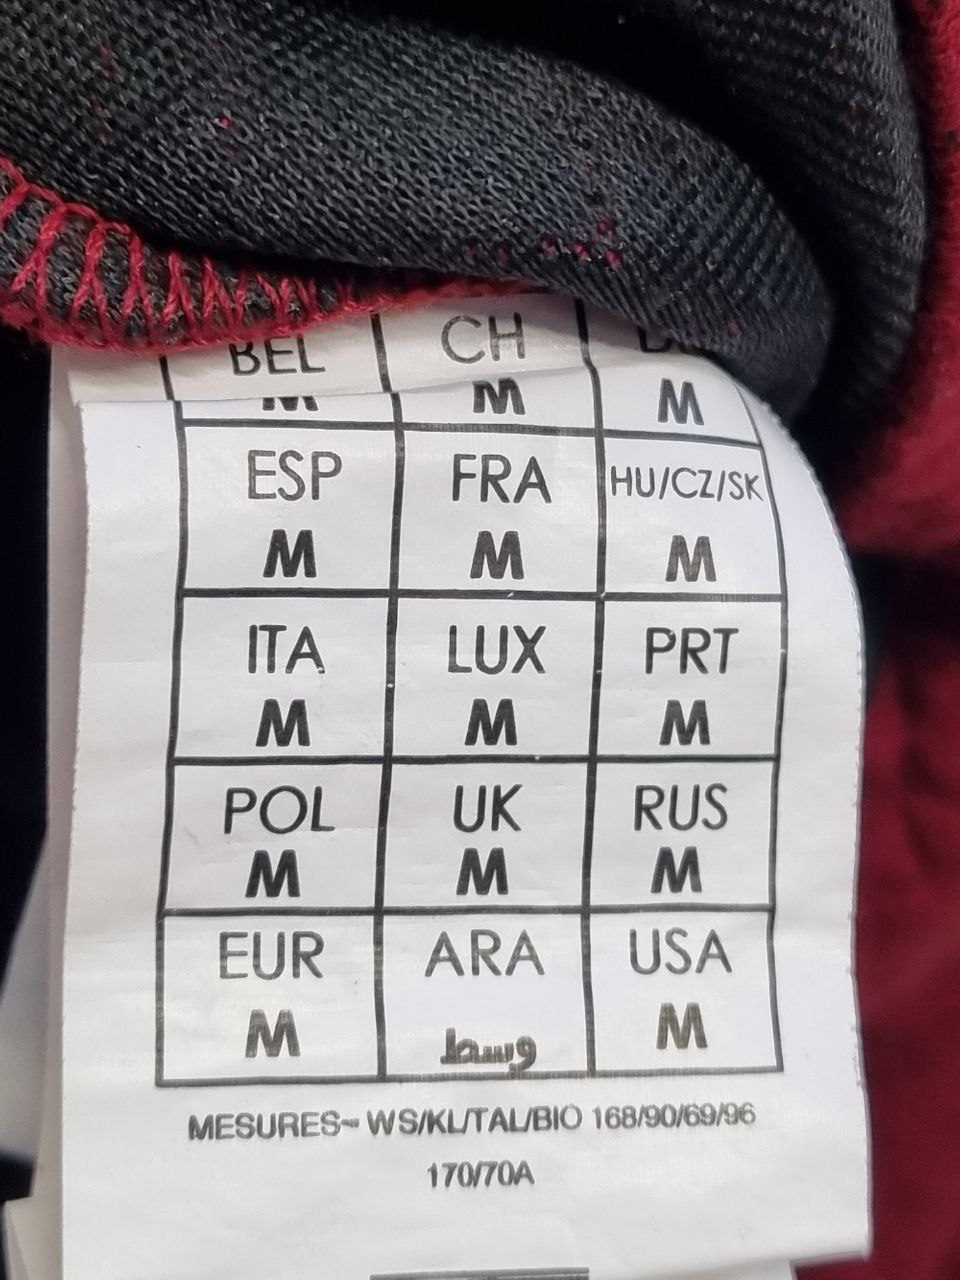 BEL CH
M M M
ESP FRA HU/CZ/SK
M M M
ITA LUX PRT
M M M
POL UK RUS
M M M
EUR ARA USA
M وسط M
MESURES- WS/KL/TAL/BIO 168/90/69/96
170/70A